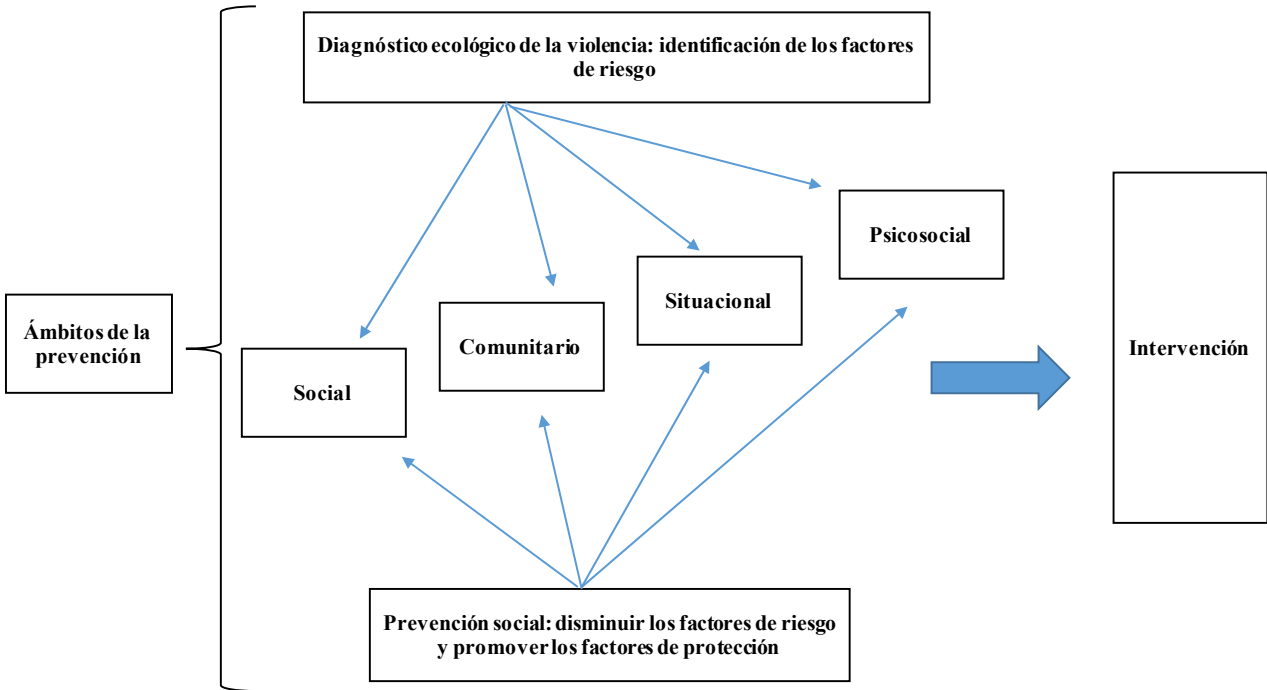 Diagnóstico ecológico de la violencia: identificación de los factores
de riesgo
Psicosocial
Situacional
Comunitario
Social
Ámbitos de la
prevención
Intervención
Prevención social: disminuir los factores de riesgo
y promover los factores de protección